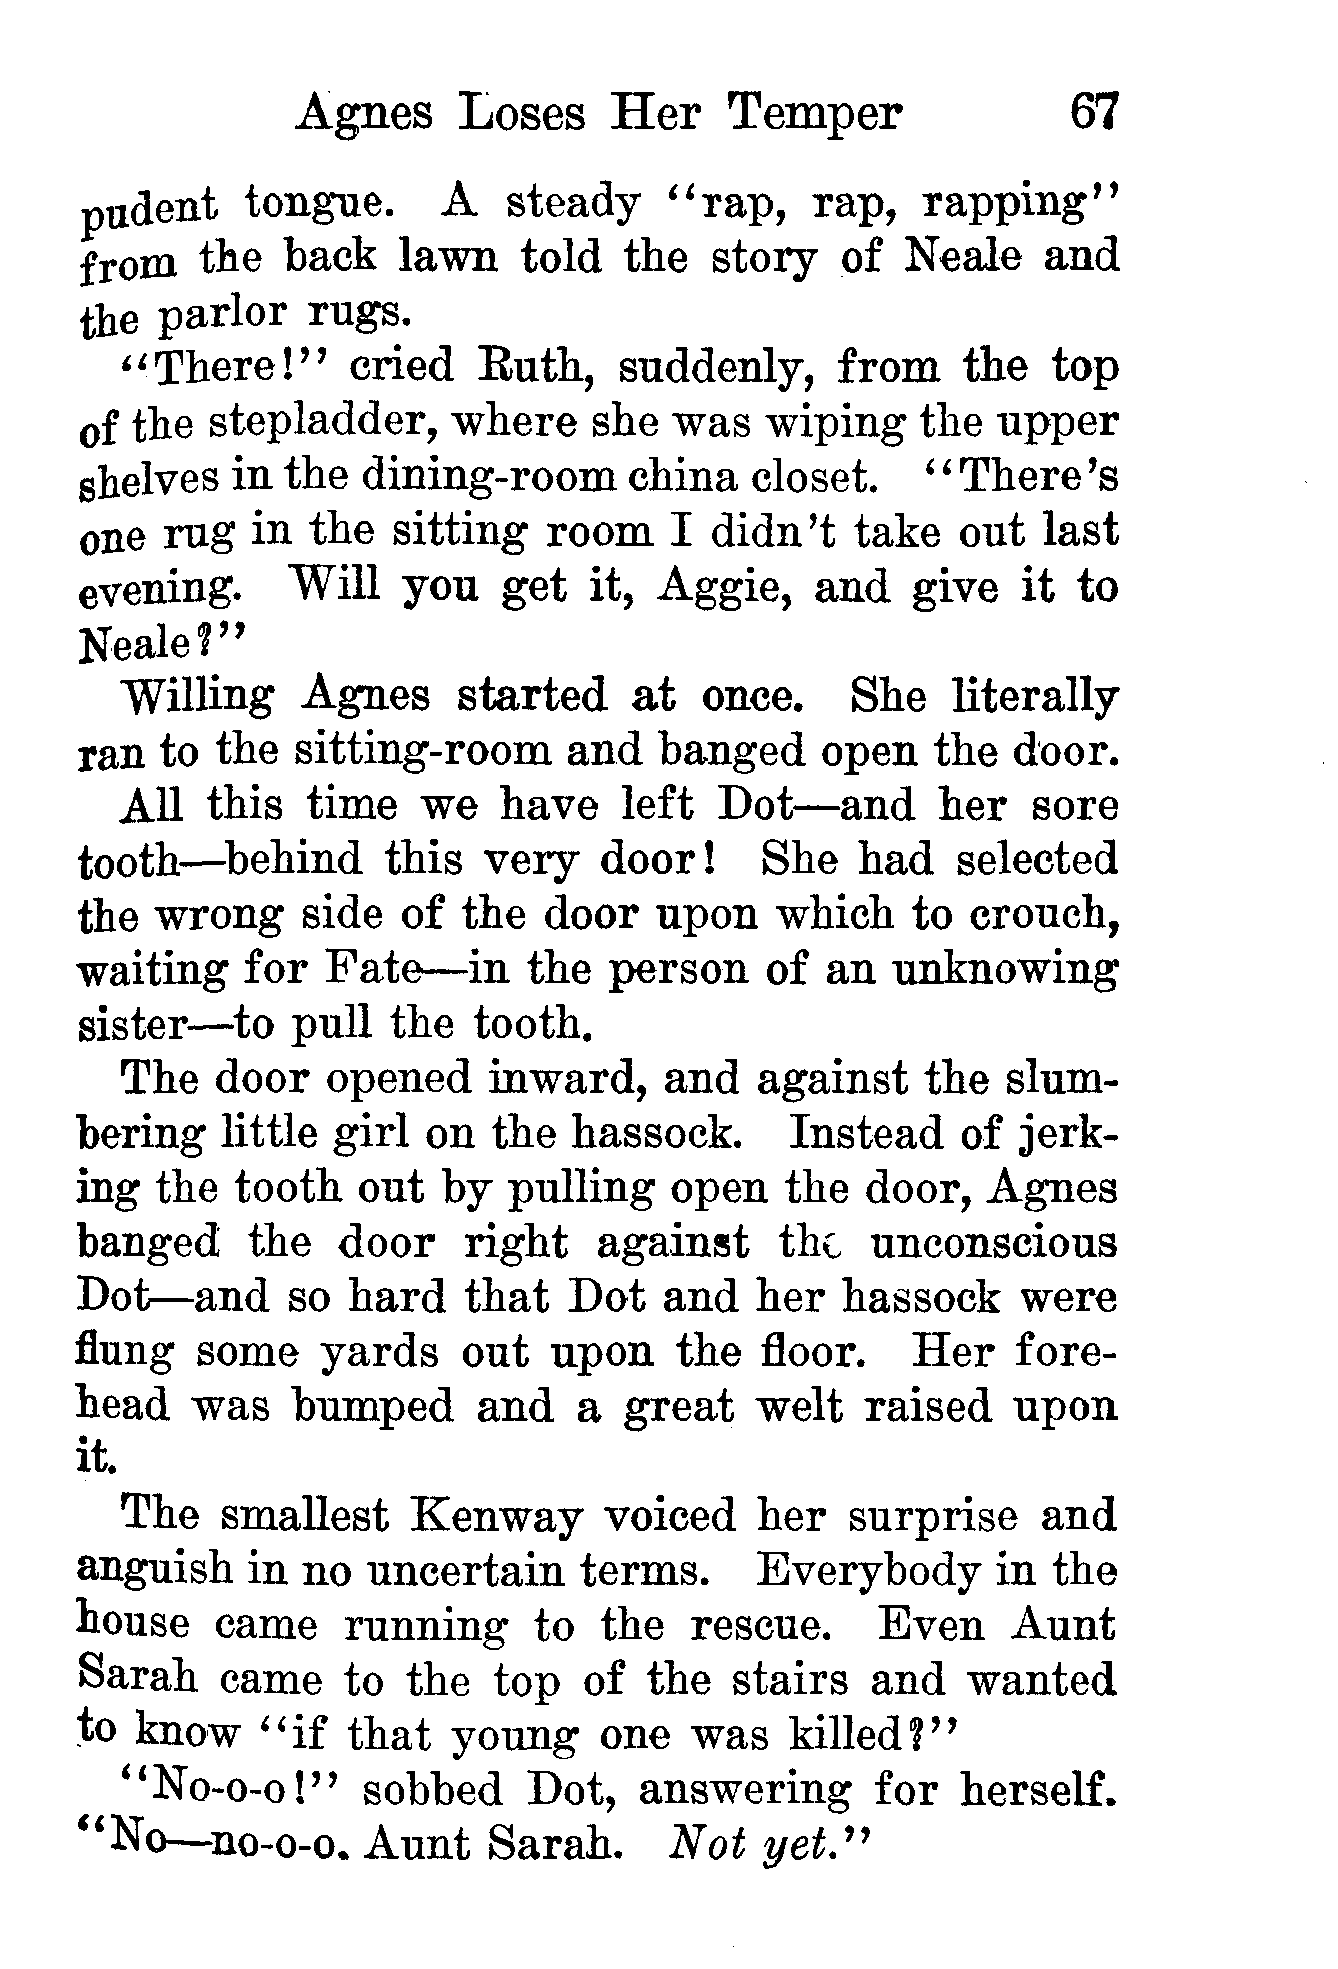 Agnes Loses Her Temper 67
pudent tongue. A steady “rap, rap, rapping”
from the back lawn told the story of Neale and
the parlor rugs.
“There!” cried Ruth, suddenly, from the top
of the stepladder, where she was wiping the upper
shelves in the dining-room china closet. “There’s
one rug in the sitting room I didn’t take out last
evening. Will you get it, Aggie, and give it to
Neale?”
Willing Agnes started at once. She literally
ran to the sitting-room and banged open the door.
All this time we have left Dot—and her sore
tooth—behind this very door! She had selected
the wrong side of the door upon which to crouch,
waiting for Fate—in the person of an unknowing
sister—to pull the tooth.
The door opened inward, and against the slum-
bering little girl on the hassock. Instead of jerk-
ing the tooth out by pulling open the door, Agnes
banged the door right against the unconscious
Dot—and so hard that Dot and her hassock were
flung some yards out upon the floor. Her fore-
head was bumped and a great welt raised upon
it.
The smallest Kenway voiced her surprise and
anguish in no uncertain terms. Everybody in the
house came running to the rescue. Even Aunt
Sarah came to the top of the stairs and wanted
to know “if that young one was killed?”
“No-o-o!” sobbed Dot, answering for herself.
“No—no-o-o. Aunt Sarah. Not yet.”